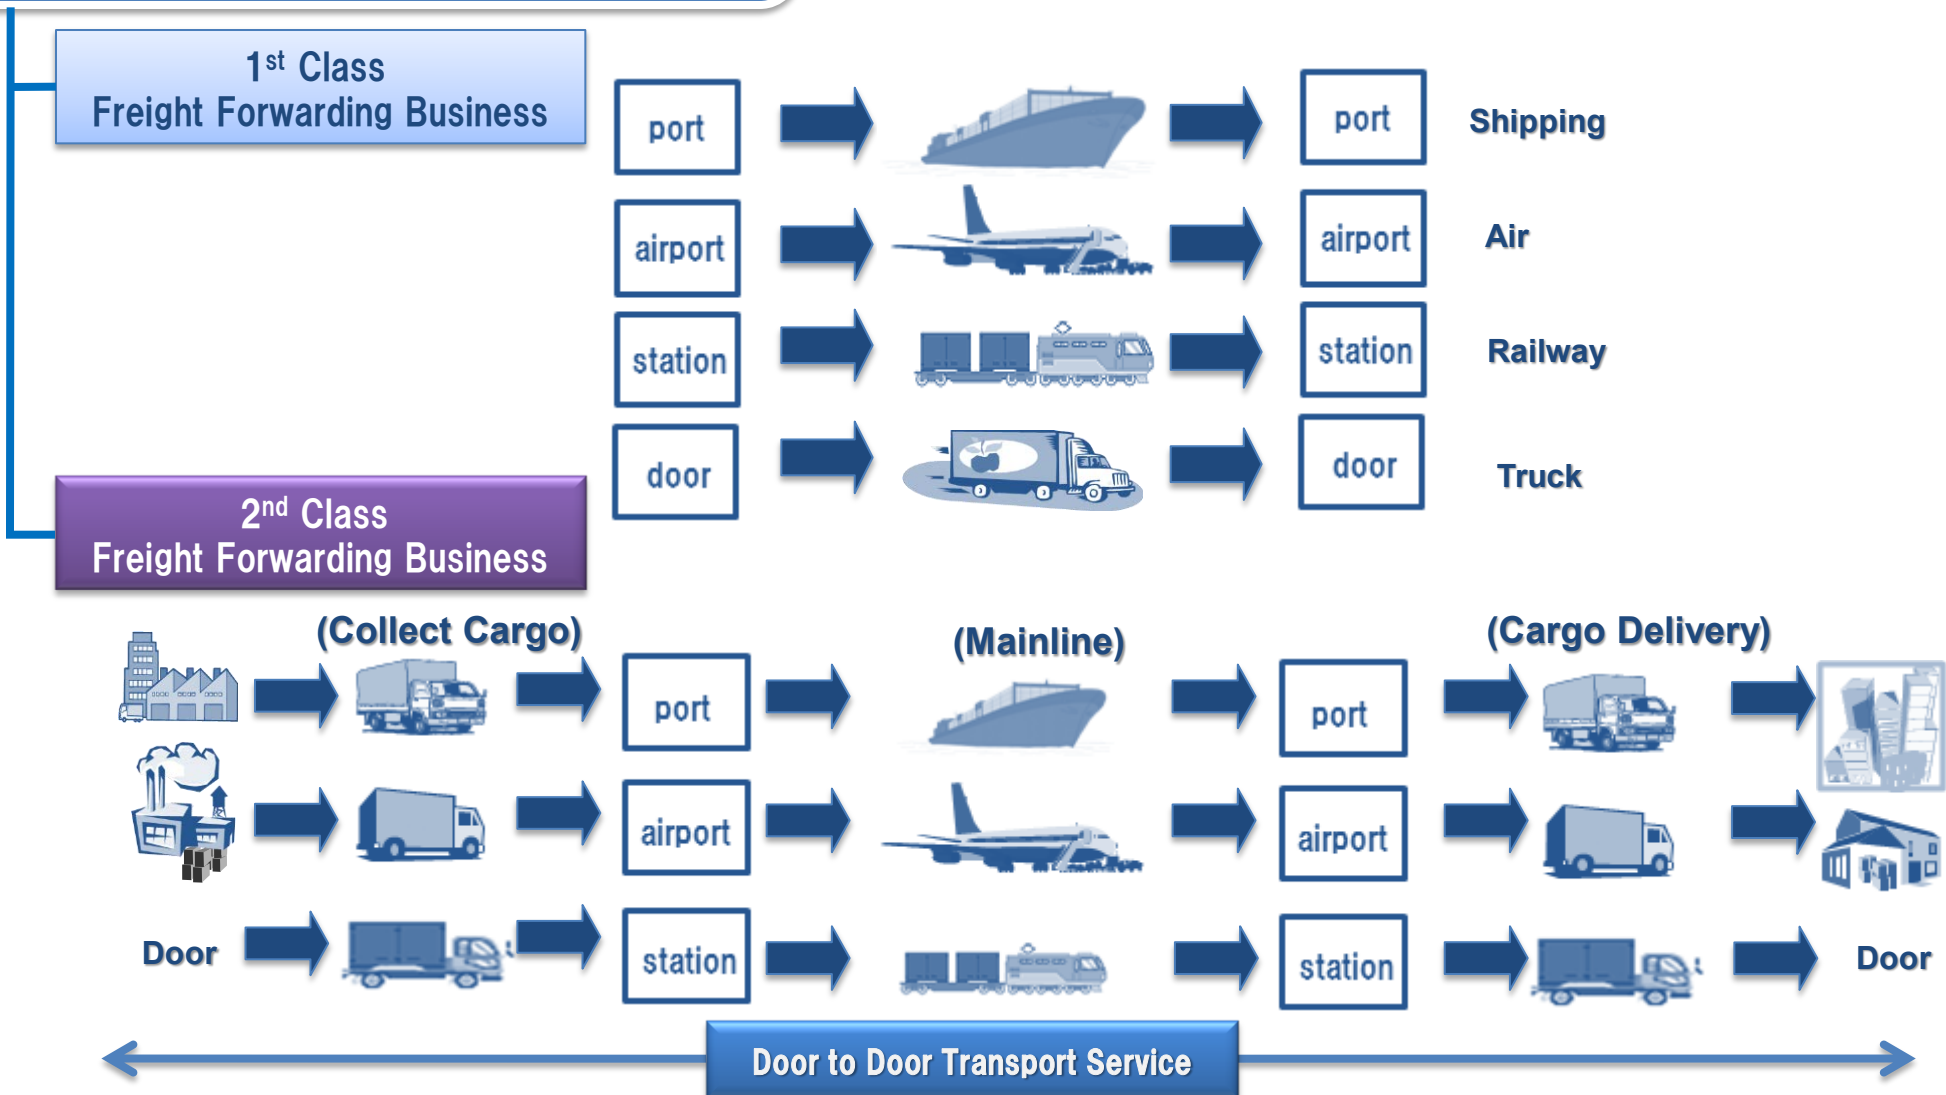 1st Class
Freight Forwarding Business
port
port
Shipping
airport
airport
Air
station
station
Railway
door
door
Truck
2nd Class
Freight Forwarding Business
(Collect Cargo)
(Mainline)
(Cargo Delivery)
port
port
airport
airport
Door
station
station
Door
Door to Door Transport Service